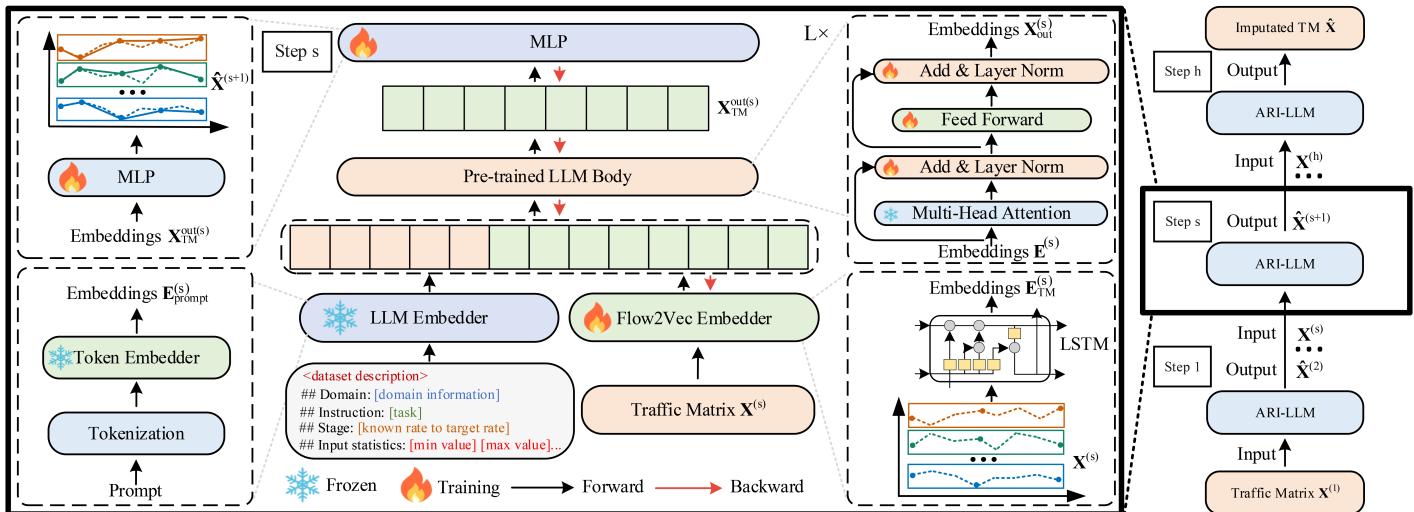 X̂^(s+1)
MLP
Embeddings X_TM^out(s)
Embeddings E_prompt^(s)
Token Embedder
Tokenization
Prompt
Step s
MLP
X_TM^out(s)
Pre-trained LLM Body
LLM Embedder
Flow2Vec Embedder
<dataset description>
## Domain: [domain information]
## Instruction: [task]
## Stage: [known rate to target rate]
## Input statistics: [min value] [max value]...
Traffic Matrix X^(s)
Frozen
Training
Forward
Backward
L×
Embeddings X_out^(s)
Add & Layer Norm
Feed Forward
Add & Layer Norm
Multi-Head Attention
Embeddings E^(s)
Embeddings E_TM^(s)
LSTM
X^(s)
Imputated TM X̂
Step h
Output
ARI-LLM
Input X^(h)
Step s
Output X̂^(s+1)
ARI-LLM
Input X^(s)
Step 1
Output X̂^(2)
ARI-LLM
Input
Traffic Matrix X^(1)